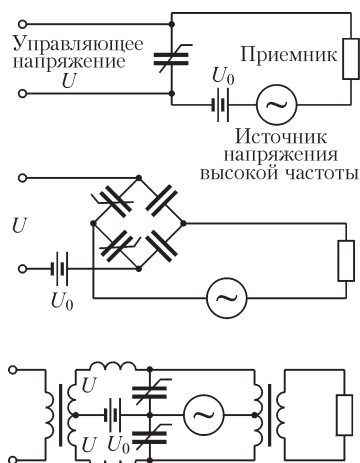 Управляющее
напряжение
U
Приемник
U₀
Источник
напряжения
высокой частоты
U
U₀
U
U
U₀